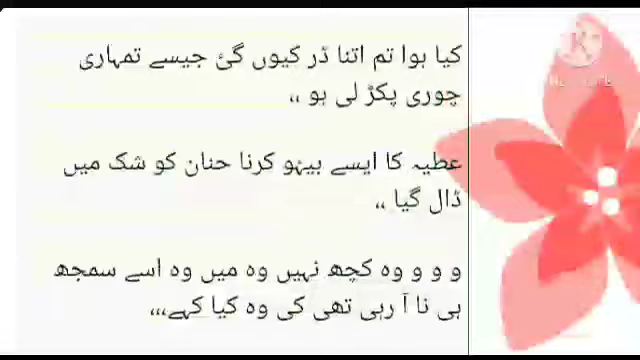 کیا ہوا تم اتنا ڈر کیوں گئ جیسے تمہاری
چوری پکڑ لی ہو ،،
عطیہ کا ایسے بیۂو کرنا حنان کو شک میں
ڈال گیا ،،
و و و وہ کچھ نہیں وہ میں وہ اسے سمجھ
ہی نا آ رہی تھی کی وہ کیا کہے،،،